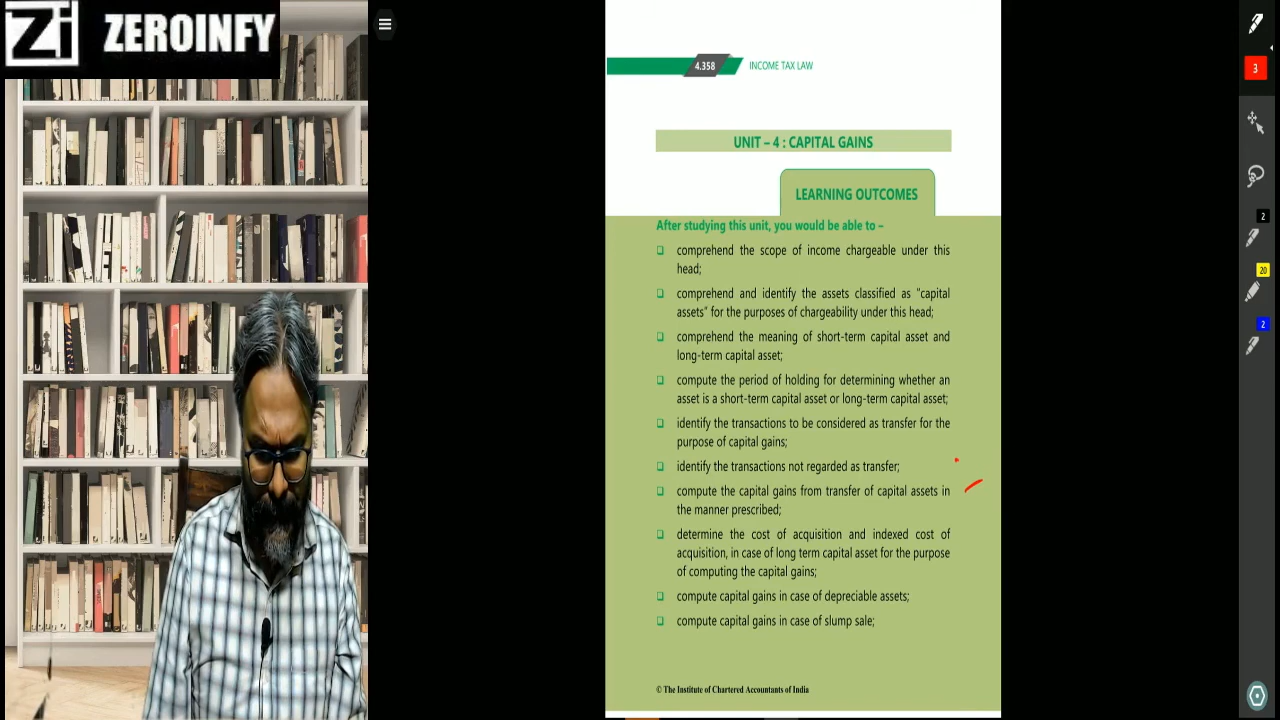 Zi ZEROINFY
4.358 INCOME TAX LAW
3
UNIT – 4 : CAPITAL GAINS
LEARNING OUTCOMES
After studying this unit, you would be able to –
❑ comprehend the scope of income chargeable under this
head;
❑ comprehend and identify the assets classified as “capital
assets” for the purposes of chargeability under this head;
❑ comprehend the meaning of short-term capital asset and
long-term capital asset;
❑ compute the period of holding for determining whether an
asset is a short-term capital asset or long-term capital asset;
❑ identify the transactions to be considered as transfer for the
purpose of capital gains;
❑ identify the transactions not regarded as transfer;
❑ compute the capital gains from transfer of capital assets in
the manner prescribed;
❑ determine the cost of acquisition and indexed cost of
acquisition, in case of long term capital asset for the purpose
of computing the capital gains;
❑ compute capital gains in case of depreciable assets;
❑ compute capital gains in case of slump sale;
© The Institute of Chartered Accountants of India
2
20
2